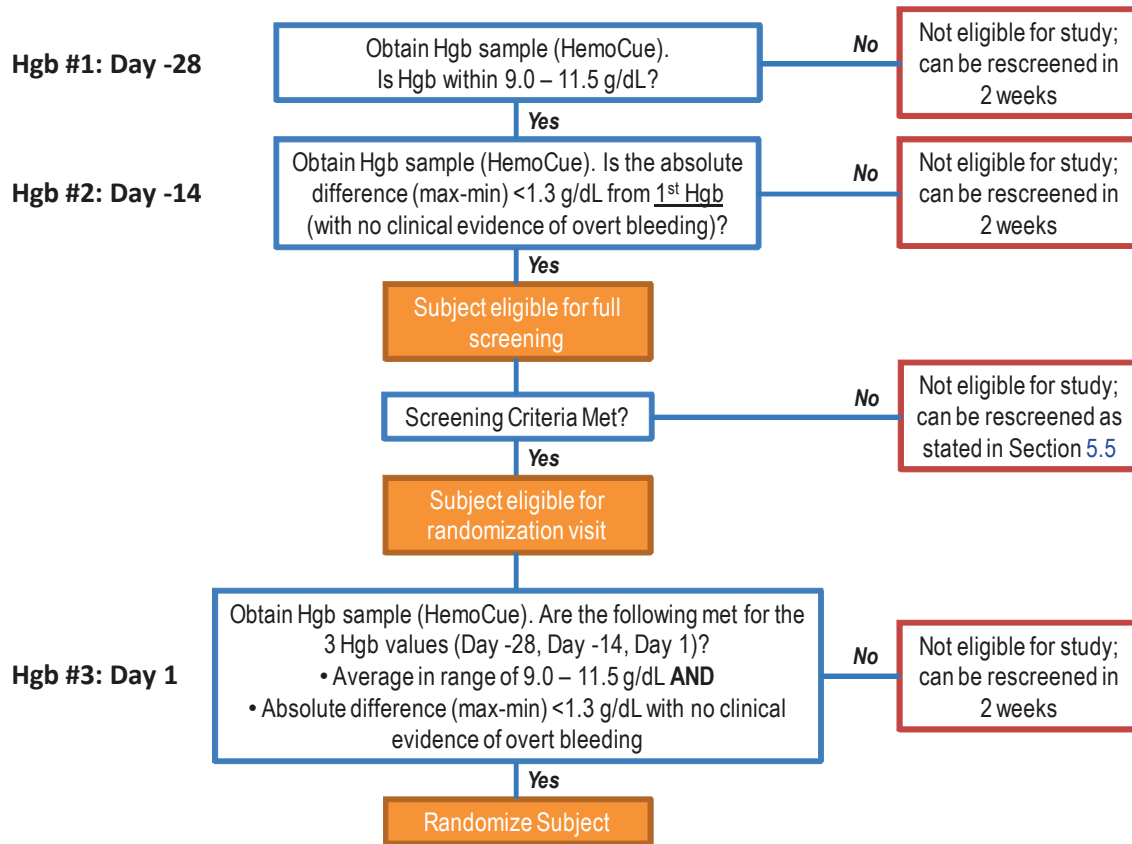 Hgb #1: Day -28
Obtain Hgb sample (HemoCue).
Is Hgb within 9.0 – 11.5 g/dL?
No
Not eligible for study;
can be rescreened in
2 weeks
Yes
Hgb #2: Day -14
Obtain Hgb sample (HemoCue). Is the absolute
difference (max-min) <1.3 g/dL from 1st Hgb
(with no clinical evidence of overt bleeding)?
No
Not eligible for study;
can be rescreened in
2 weeks
Yes
Subject eligible for full
screening
Screening Criteria Met?
No
Not eligible for study;
can be rescreened as
stated in Section 5.5
Yes
Subject eligible for
randomization visit
Hgb #3: Day 1
Obtain Hgb sample (HemoCue). Are the following met for the
3 Hgb values (Day -28, Day -14, Day 1)?
• Average in range of 9.0 – 11.5 g/dL AND
• Absolute difference (max-min) <1.3 g/dL with no clinical
evidence of overt bleeding
No
Not eligible for study;
can be rescreened in
2 weeks
Yes
Randomize Subject